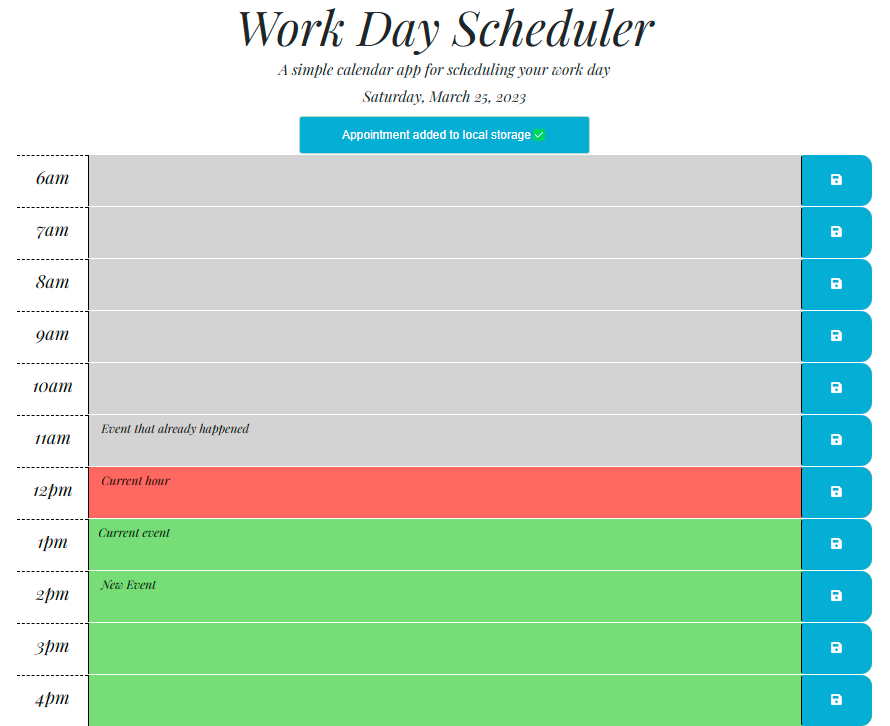 Work Day Scheduler
A simple calendar app for scheduling your work day
Saturday, March 25, 2023
Appointment added to local storage ✅
6am
7am
8am
9am
10am
11am Event that already happened
12pm Current hour
1pm Current event
2pm New Event
3pm
4pm